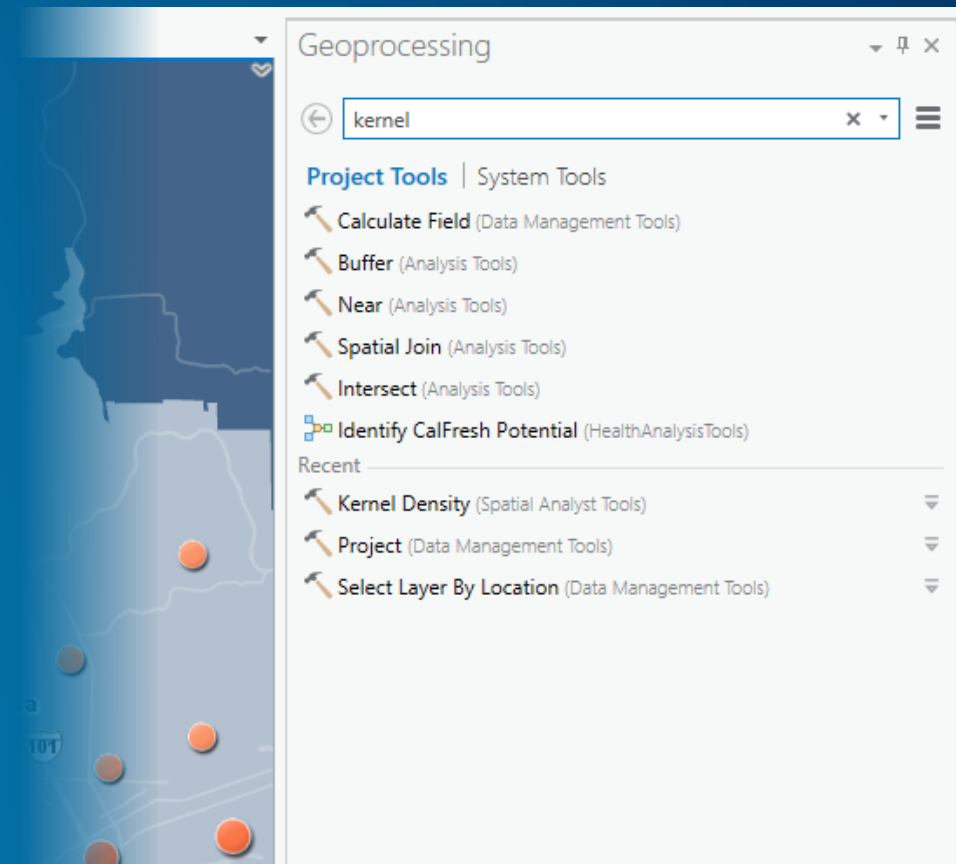 Geoprocessing
kernel
Project Tools | System Tools
Calculate Field (Data Management Tools)
Buffer (Analysis Tools)
Near (Analysis Tools)
Spatial Join (Analysis Tools)
Intersect (Analysis Tools)
Identify CalFresh Potential (HealthAnalysisTools)
Recent
Kernel Density (Spatial Analyst Tools)
Project (Data Management Tools)
Select Layer By Location (Data Management Tools)
a
101